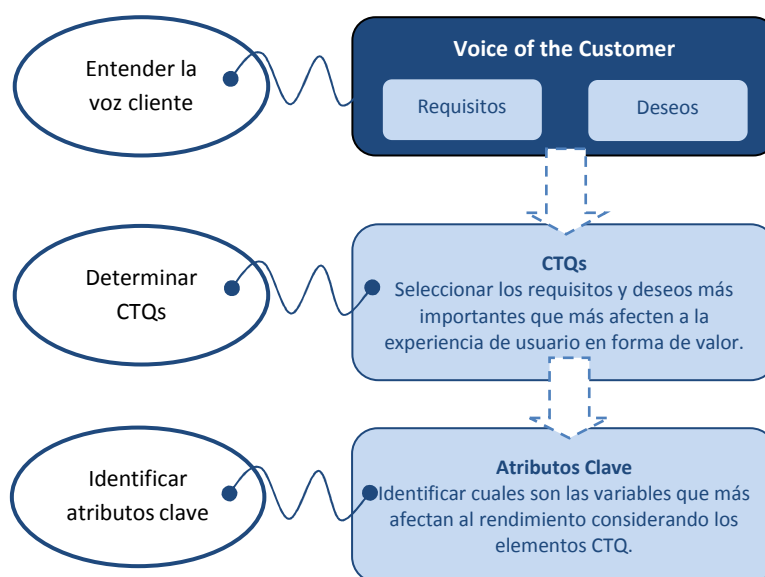 Entender la
voz cliente
Voice of the Customer
Requisitos
Deseos
Determinar
CTQs
CTQs
Seleccionar los requisitos y deseos más
importantes que más afecten a la
experiencia de usuario en forma de valor.
Identificar
atributos clave
Atributos Clave
Identificar cuales son las variables que más
afectan al rendimiento considerando los
elementos CTQ.